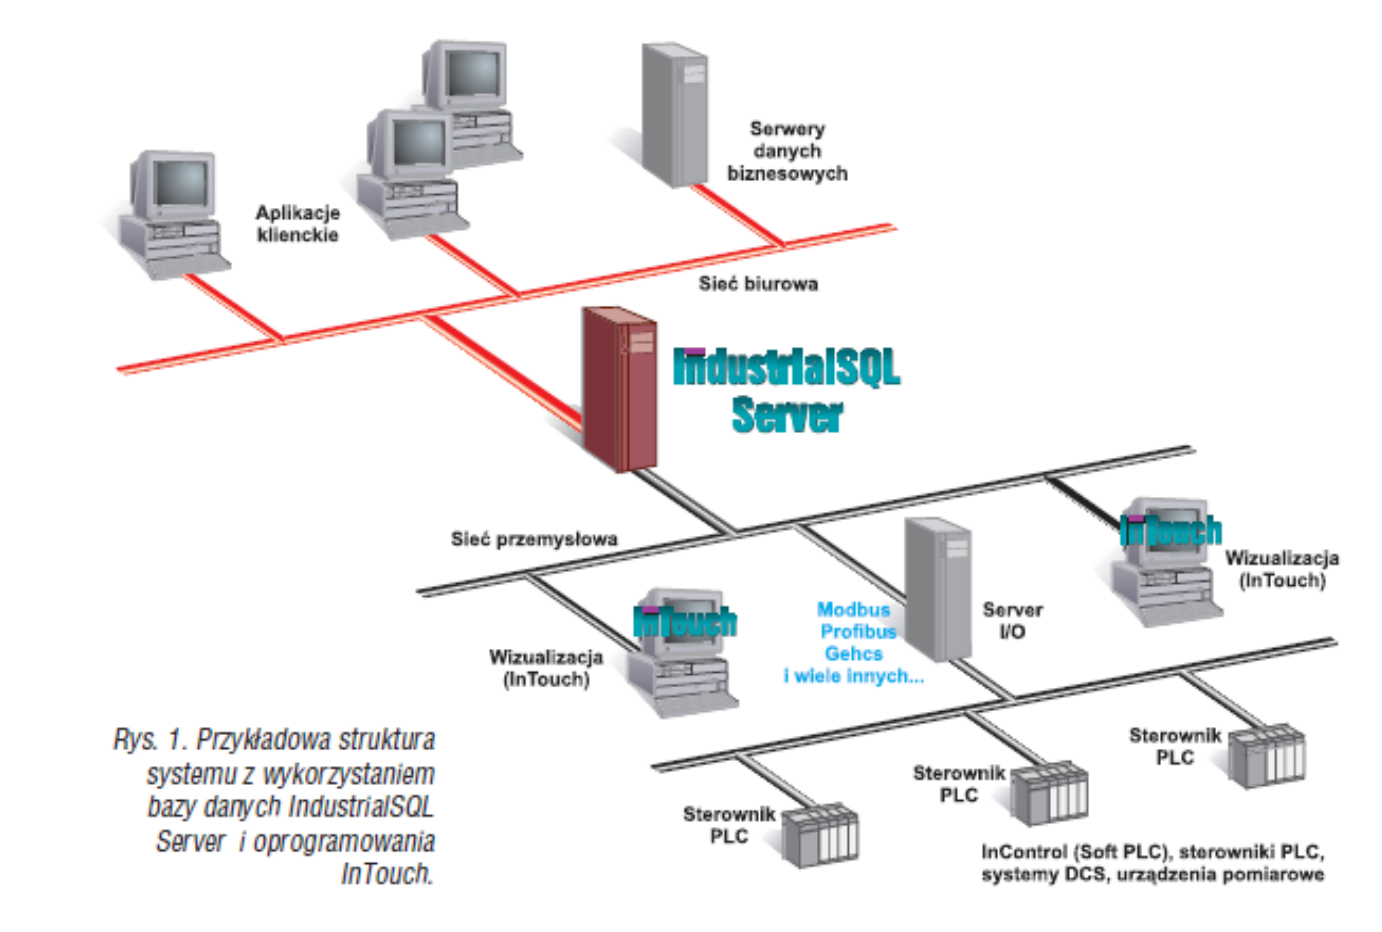 Serwery
danych
biznesowych
Aplikacje
klienckie
Sieć biurowa
IndustrialSQL
Server
Sieć przemysłowa
InTouch
Wizualizacja
(InTouch)
Modbus
Profibus
Gehcs
i wiele innych...
Server
I/O
InTouch
Wizualizacja
(InTouch)
Rys. 1. Przykładowa struktura
systemu z wykorzystaniem
bazy danych IndustrialSQL
Server i oprogramowania
InTouch.
Sterownik
PLC
Sterownik
PLC
Sterownik
PLC
InControl (Soft PLC), sterowniki PLC,
systemy DCS, urządzenia pomiarowe